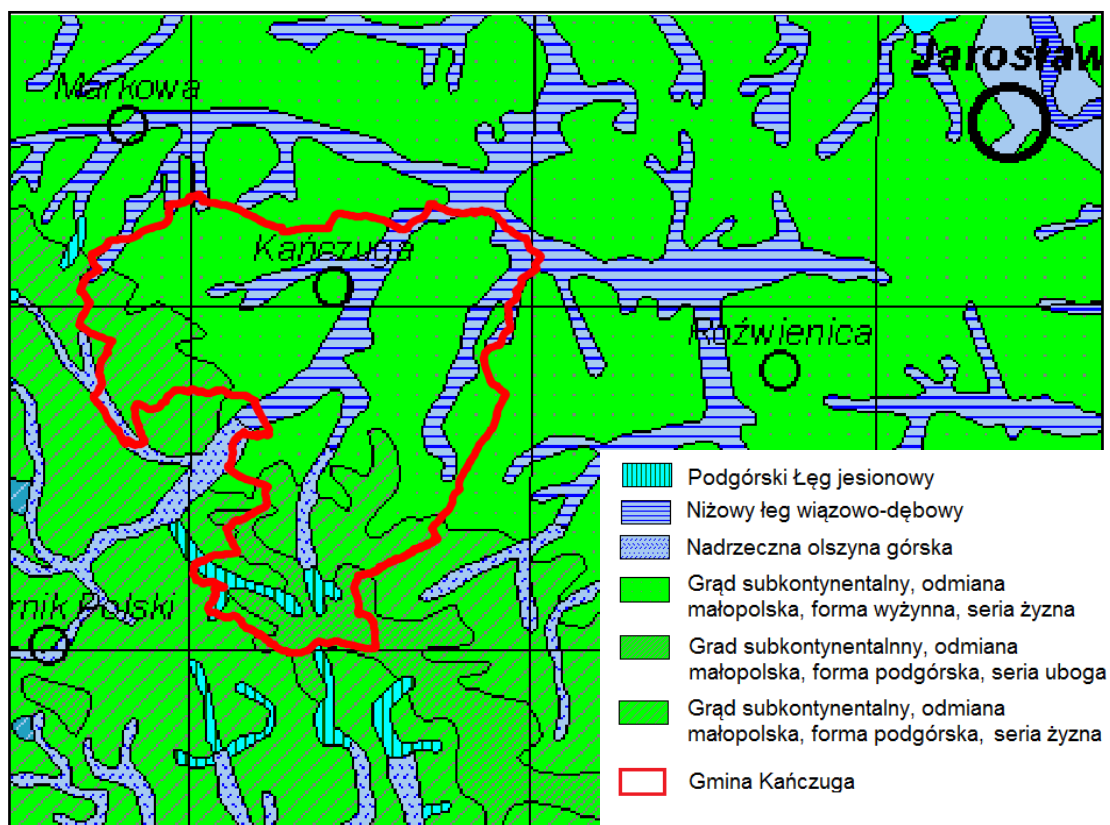 Jarosław
Markowa
Kańczuga
Roźwienica
rnik Polski
Podgórski Łęg jesionowy
Niżowy łeg wiązowo-dębowy
Nadrzeczna olszyna górska
Grąd subkontynentalny, odmiana
małopolska, forma wyżynna, seria żyzna
Grad subkontynentalnny, odmiana
małopolska, forma podgórska, seria uboga
Grąd subkontynentalny, odmiana
małopolska, forma podgórska, seria żyzna
Gmina Kańczuga